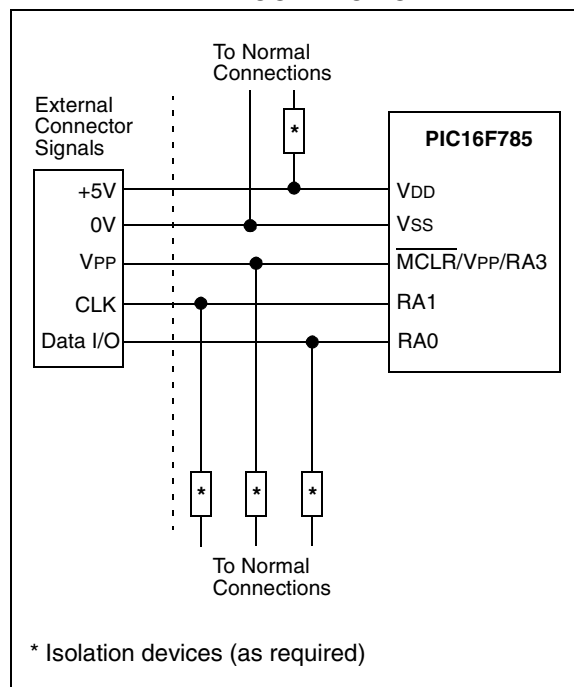 To Normal
Connections
External
Connector
Signals
*
PIC16F785
+5V
VDD
0V
VSS
VPP
MCLR/VPP/RA3
CLK
RA1
Data I/O
RA0
* * *
To Normal
Connections
* Isolation devices (as required)